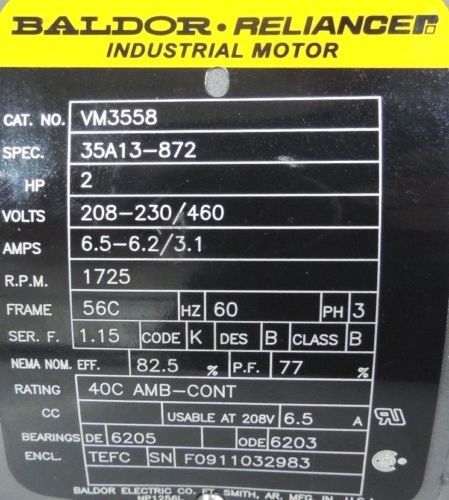 BALDOR • RELIANCER
INDUSTRIAL MOTOR
CAT. NO. VM3558
SPEC. 35A13-872
HP 2
VOLTS 208-230/460
AMPS 6.5-6.2/3.1
R.P.M. 1725
FRAME 56C HZ 60 PH 3
SER. F. 1.15 CODE K DES B CLASS B
NEMA NOM. EFF. 82.5 % P.F. 77 %
RATING 40C AMB-CONT
CC USABLE AT 208V 6.5 A
BEARINGS DE 6205 ODE 6203
ENCL. TEFC SN F0911032983
BALDOR ELECTRIC CO. FT. SMITH, AR. MFG. IN U.S.A.